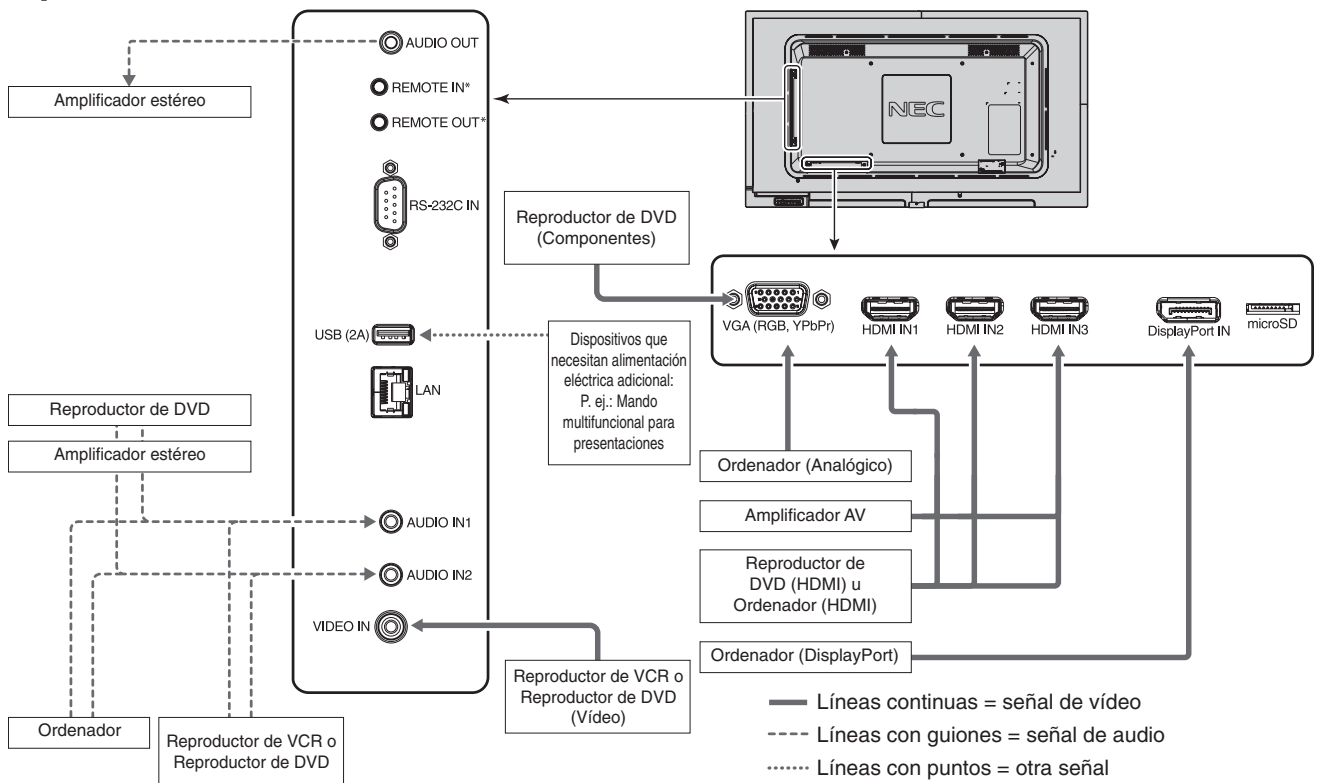 AUDIO OUT
Amplificador estéreo
REMOTE IN*
REMOTE OUT*
RS-232C IN
NEC
Reproductor de DVD
(Componentes)
VGA (RGB, YPbPr)
HDMI IN1
HDMI IN2
HDMI IN3
DisplayPort IN
microSD
USB (2A)
Dispositivos que
necesitan alimentación
eléctrica adicional:
P. ej.: Mando
multifuncional para
presentaciones
LAN
Reproductor de DVD
Amplificador estéreo
Ordenador (Analógico)
Amplificador AV
AUDIO IN1
Reproductor de
DVD (HDMI) u
Ordenador (HDMI)
AUDIO IN2
VIDEO IN
Ordenador (DisplayPort)
Reproductor de VCR o
Reproductor de DVD
(Vídeo)
Ordenador
Reproductor de VCR o
Reproductor de DVD
Líneas continuas = señal de vídeo
Líneas con guiones = señal de audio
Líneas con puntos = otra señal